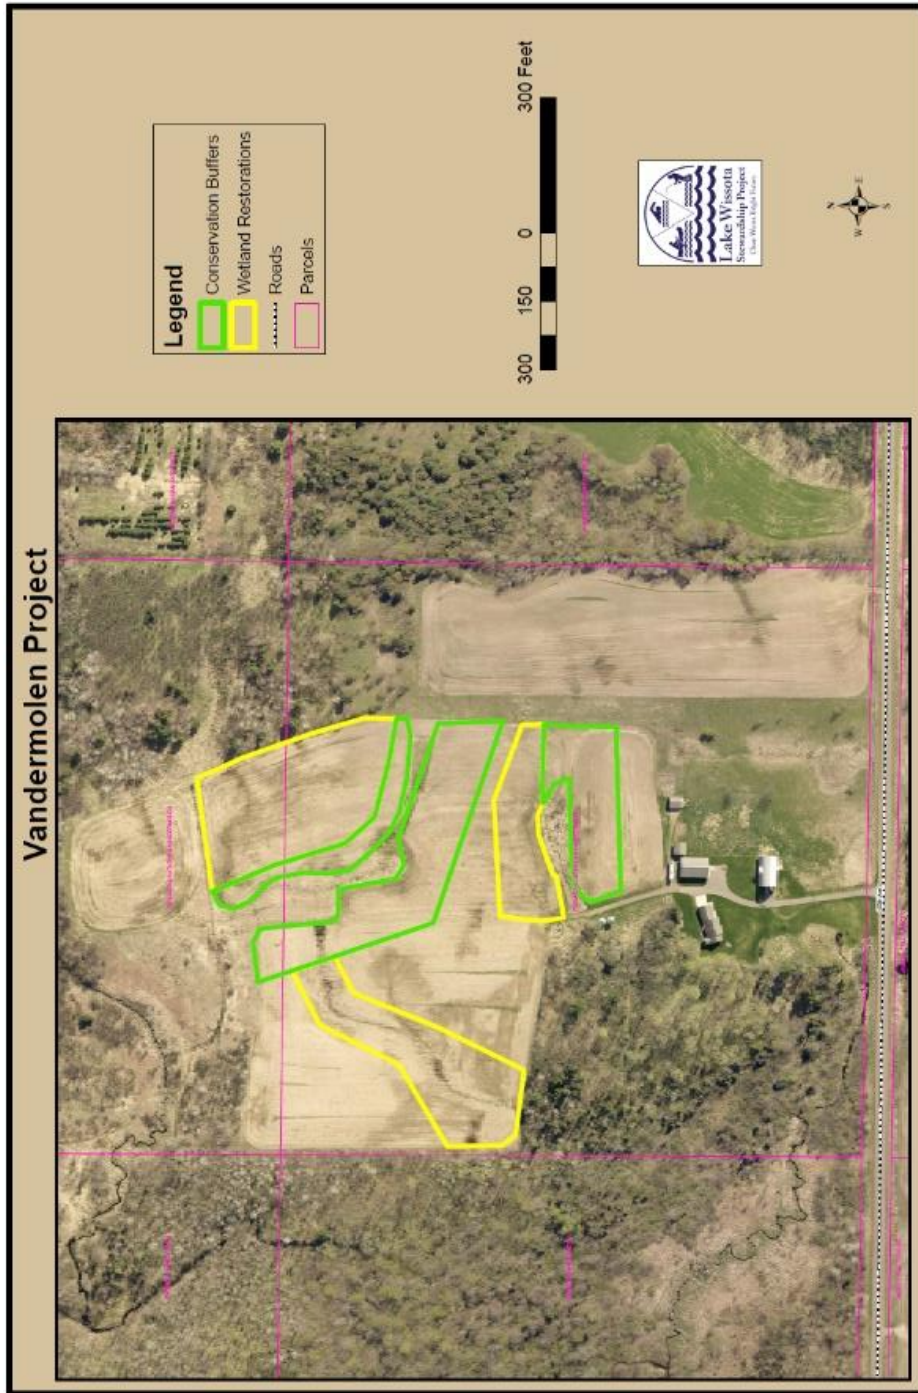 Vandermolen Project
Legend
Conservation Buffers
Wetland Restorations
Roads
Parcels
300 150 0 300 Feet
Lake Wissota
Stewardship Project
N
W
E
S